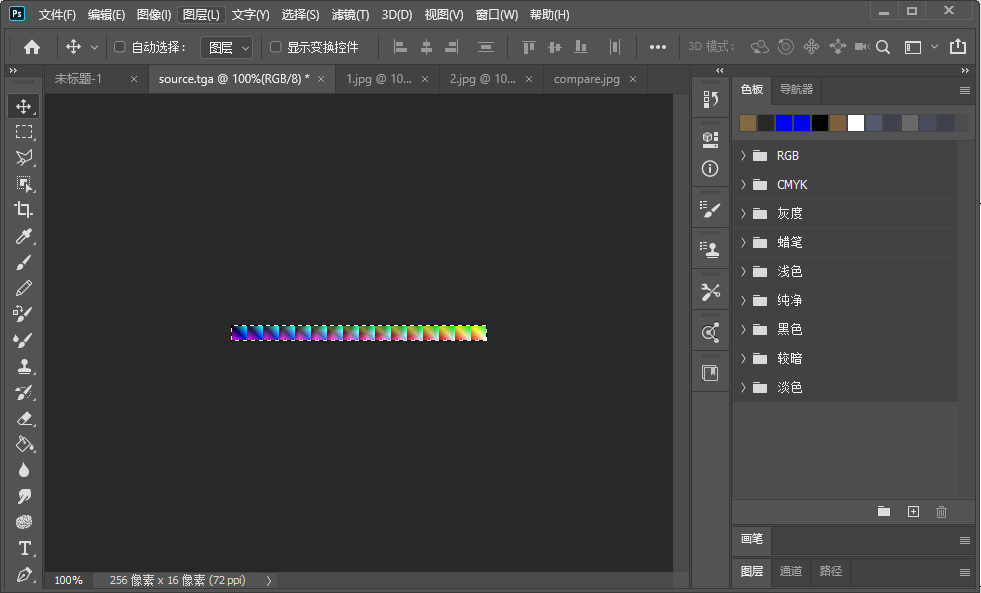 Ps 文件(F) 编辑(E) 图像(I) 图层(L) 文字(Y) 选择(S) 滤镜(T) 3D(D) 视图(V) 窗口(W) 帮助(H)
自动选择： 图层 显示变换控件 3D 模式：
未标题-1 source.tga @ 100%(RGB/8) * 1.jpg @ 10... 2.jpg @ 10... compare.jpg
色板 导航器
RGB
CMYK
灰度
蜡笔
浅色
纯净
黑色
较暗
淡色
画笔
图层 通道 路径
100% 256 像素 x 16 像素 (72 ppi)